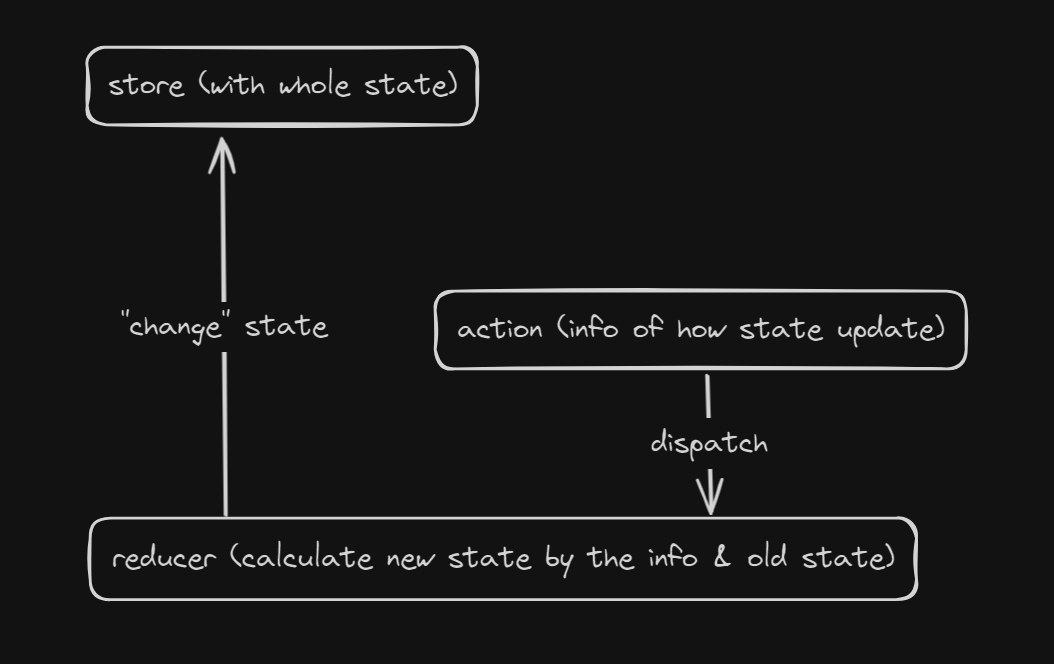 store (with whole state)
"change" state
action (info of how state update)
dispatch
reducer (calculate new state by the info & old state)